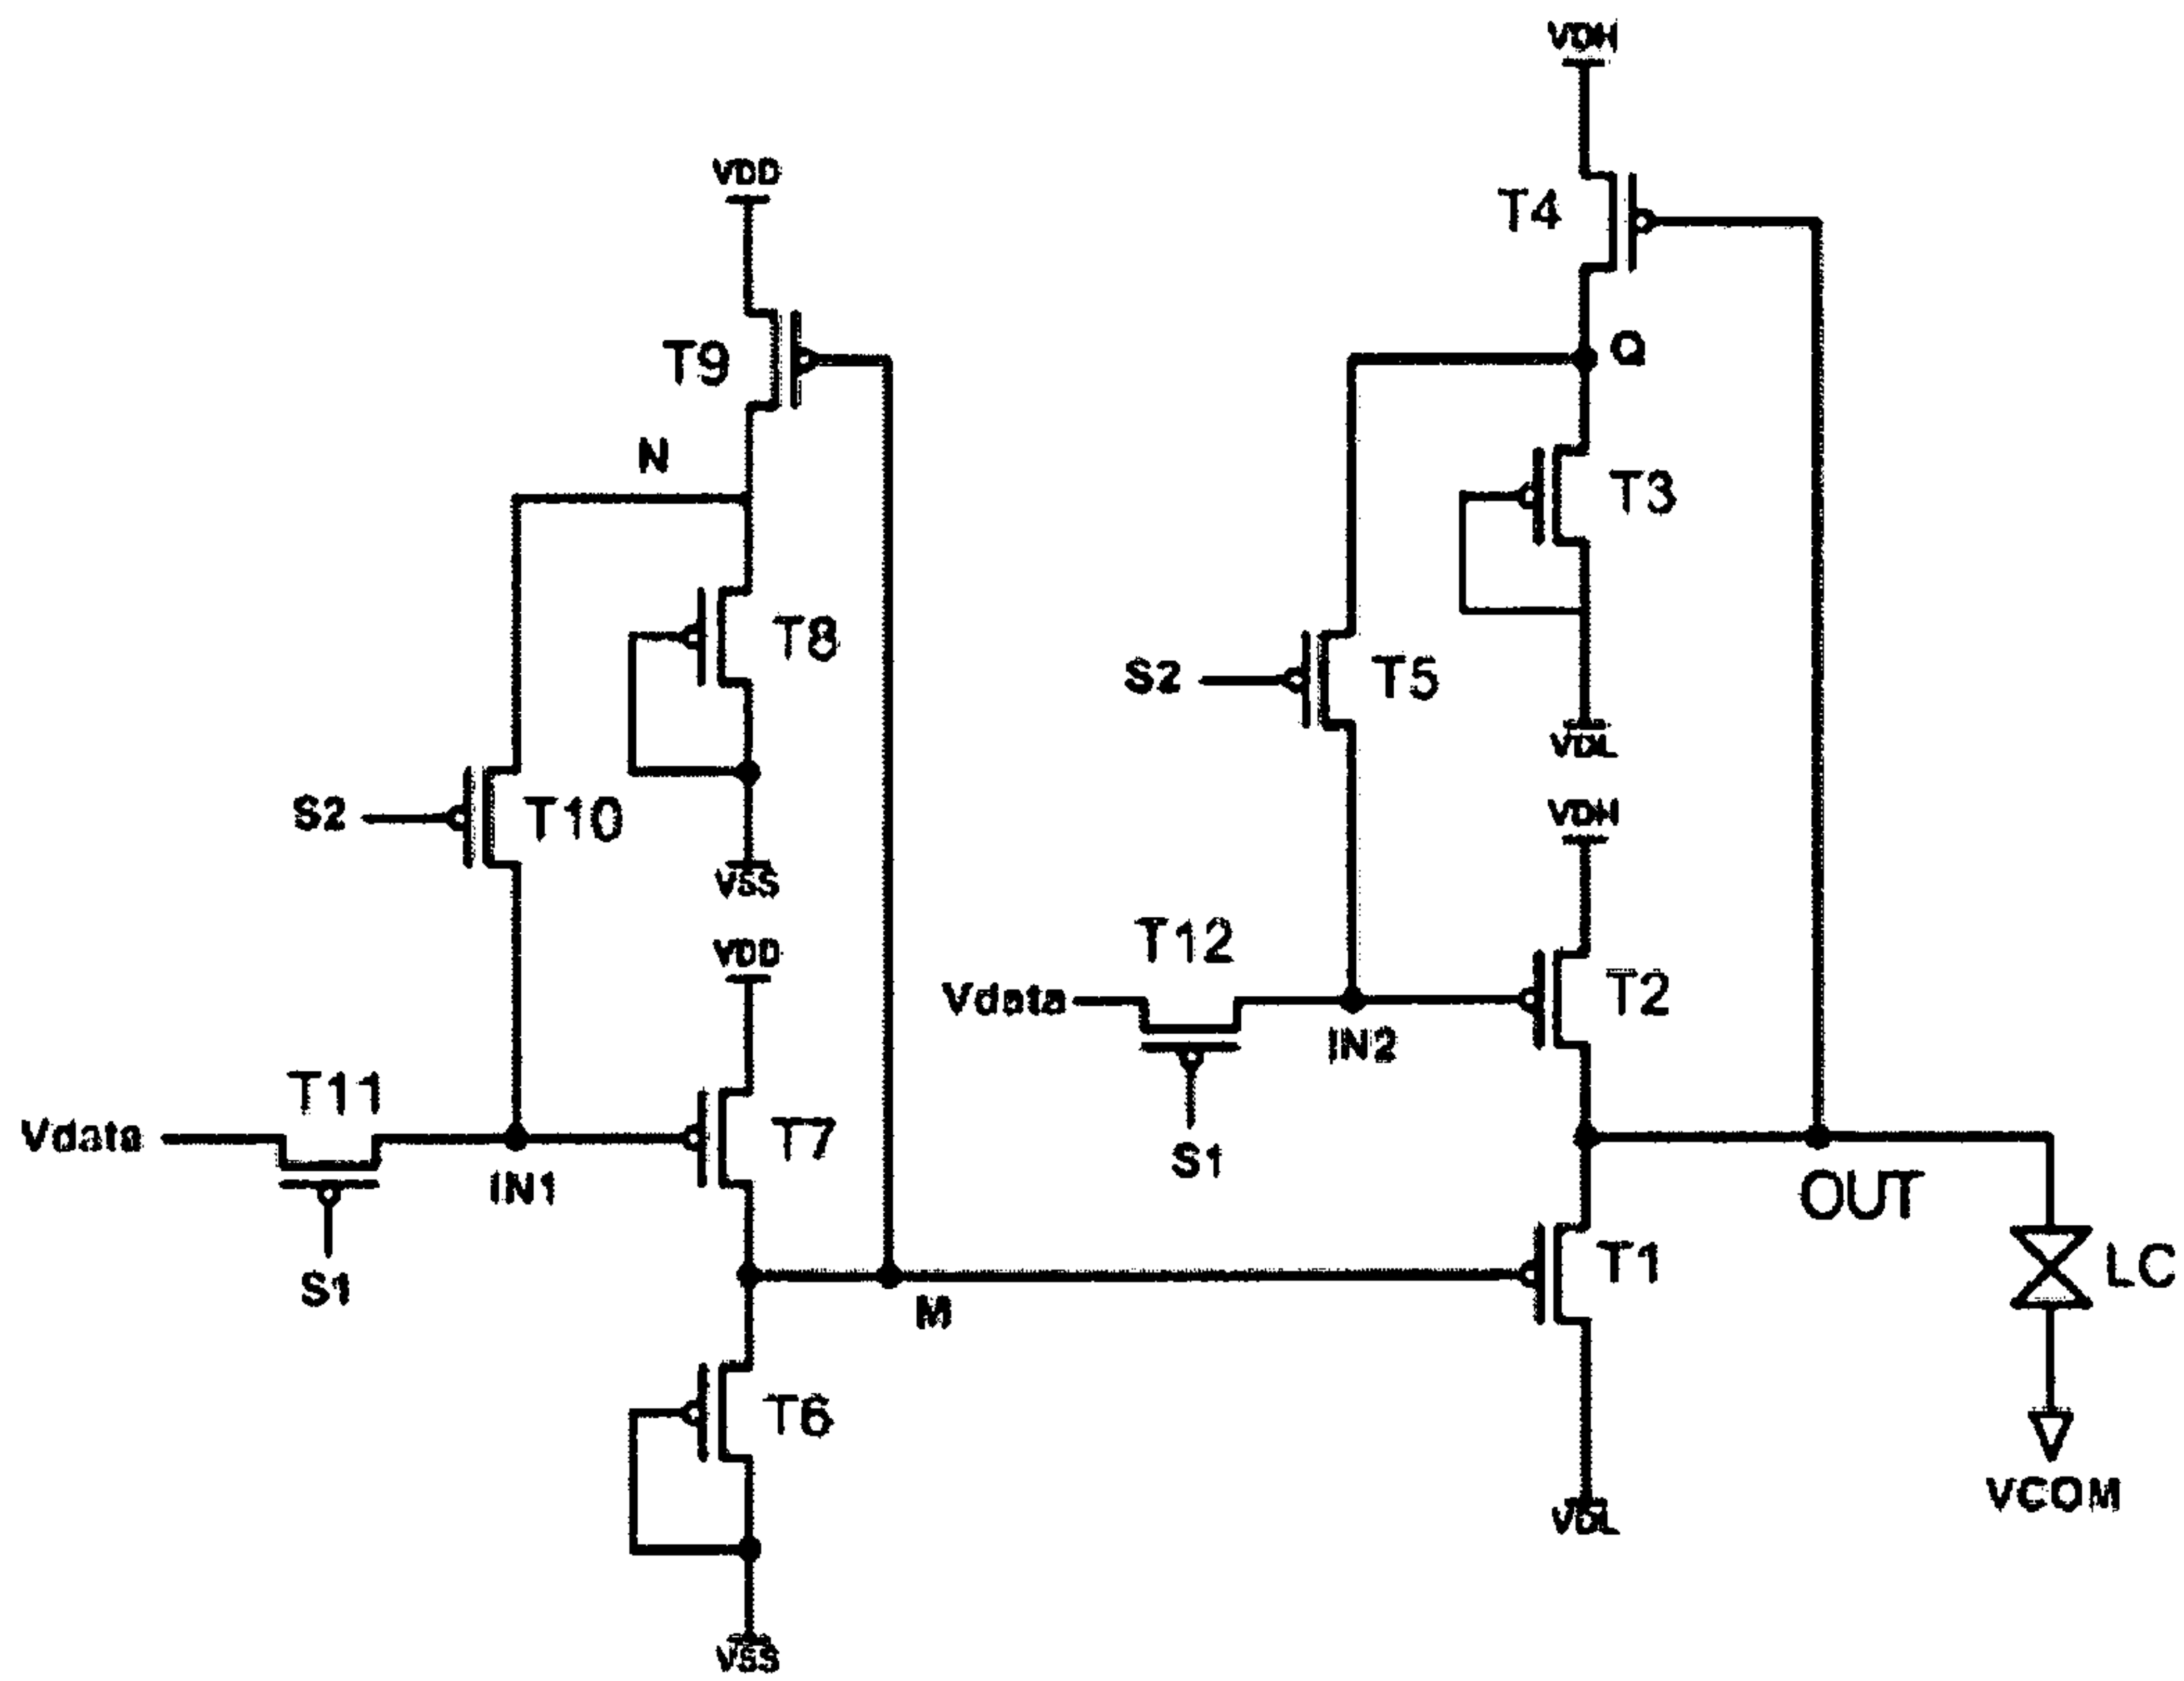 VDH
T4
VDD
T9
Q
N
T3
T8
S2
T5
VDL
S2
T10
VDH
VSS
T12
VDD
T2
Vdata
IN2
T11
Vdata
T7
S1
IN1
OUT
T1
LC
S1
M
T6
VCOM
VDL
VSS